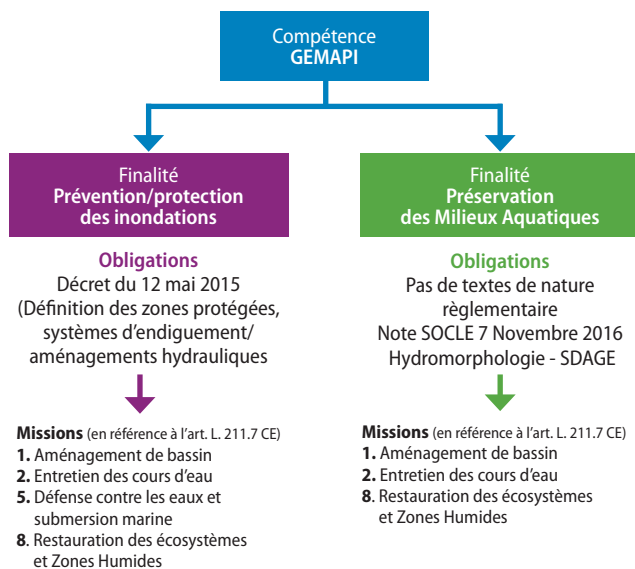 Compétence
GEMAPI
Finalité
Prévention/protection
des inondations
Obligations
Décret du 12 mai 2015
(Définition des zones protégées,
systèmes d'endiguement/
aménagements hydrauliques
Missions (en référence à l'art. L. 211.7 CE)
1. Aménagement de bassin
2. Entretien des cours d'eau
5. Défense contre les eaux et
submersion marine
8. Restauration des écosystèmes
et Zones Humides
Finalité
Préservation
des Milieux Aquatiques
Obligations
Pas de textes de nature
règlementaire
Note SOCLE 7 Novembre 2016
Hydromorphologie - SDAGE
Missions (en référence à l'art. L. 211.7 CE)
1. Aménagement de bassin
2. Entretien des cours d'eau
8. Restauration des écosystèmes
et Zones Humides